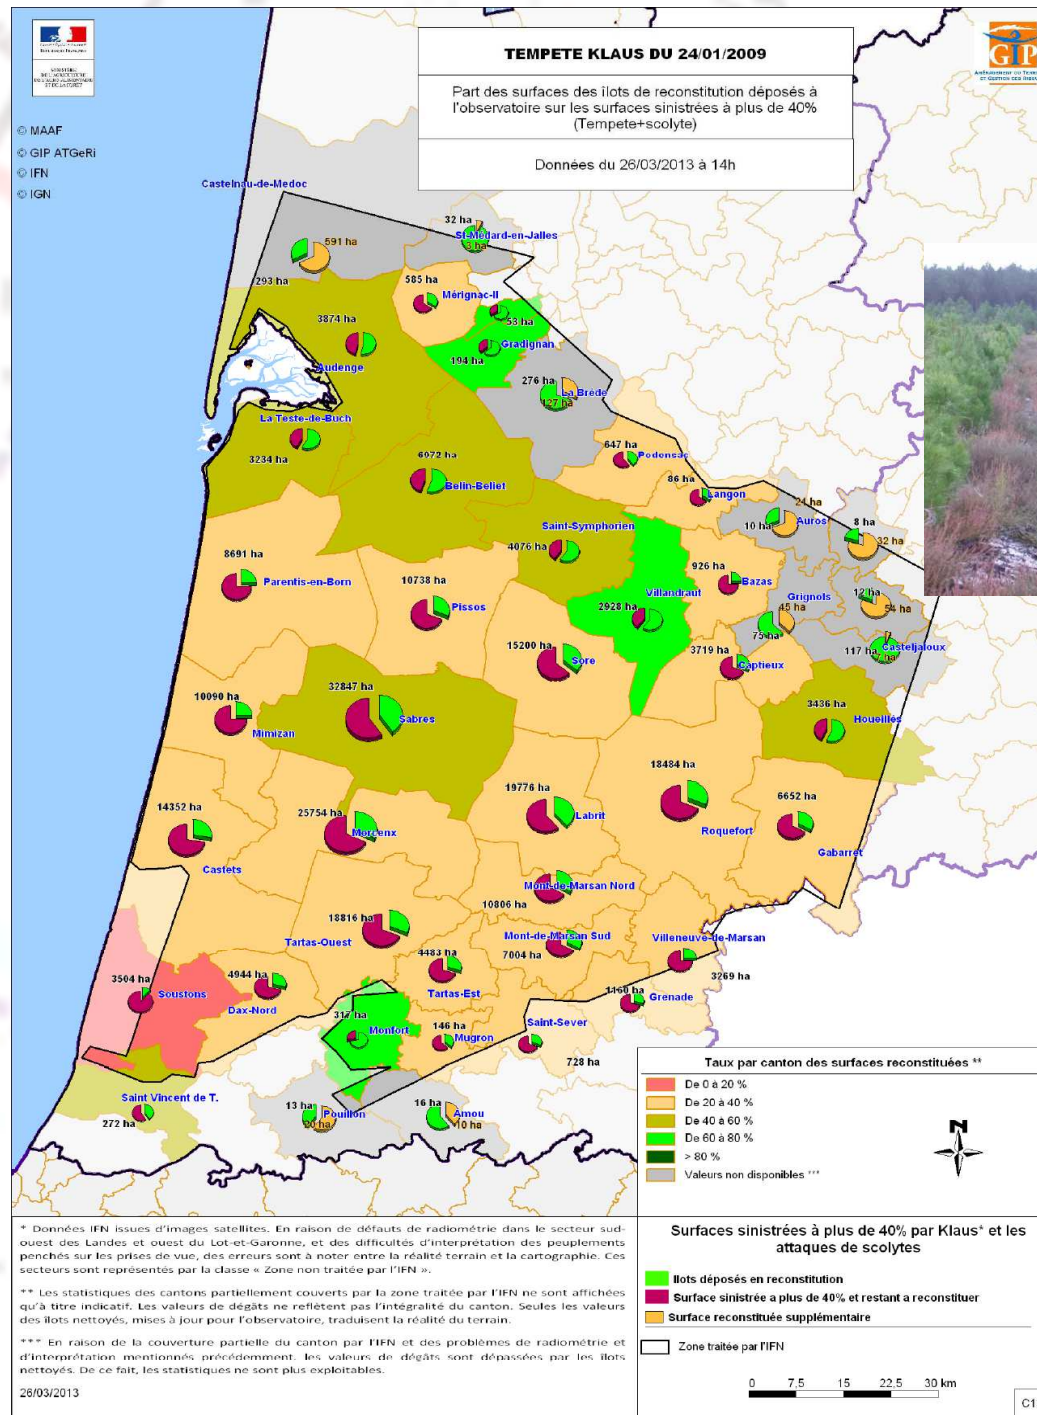 TEMPETE KLAUS DU 24/01/2009
Part des surfaces des îlots de reconstitution déposés à
l'observatoire sur les surfaces sinistrées à plus de 40%
(Tempete+scolyte)
Données du 26/03/2013 à 14h
GIP
© MAAF
© GIP ATGeRi
© IFN
© IGN
Castelnau-de-Medoc
32 ha
St-Médard-en-Jalles
3 ha
591 ha
293 ha
585 ha
Mérignac-II
53 ha
3874 ha
Audenge
Gradignan
194 ha
276 ha
La Brède
127 ha
La Teste-de-Buch
3234 ha
6972 ha
Belin-Beliet
647 ha
Podensac
86 ha
Langon
21 ha
Auros
10 ha
8 ha
32 ha
Saint-Symphorien
4076 ha
8691 ha
Parentis-en-Born
10738 ha
Pissos
926 ha
Bazas
Villandraut
2928 ha
Grignols
45 ha
75 ha
12 ha
54 ha
Casteljaloux
117 ha
7 ha
15200 ha
Sore
3719 ha
Captieux
32847 ha
Sabres
10090 ha
Mimizan
3436 ha
Houeillés
18484 ha
Roquefort
19776 ha
Labrit
6652 ha
Gabarret
14352 ha
Castets
25754 ha
Morcenx
Mont-de-Marsan Nord
10806 ha
18816 ha
Tartas-Ouest
Mont-de-Marsan Sud
7004 ha
Villeneuve-de-Marsan
3269 ha
4483 ha
Tartas-Est
3504 ha
Soustons
4944 ha
Dax-Nord
1160 ha
Grenade
317 ha
Monfort
146 ha
Mugron
Saint-Sever
728 ha
Saint Vincent de T.
272 ha
13 ha
Pouillon
20 ha
16 ha
Amou
10 ha
Taux par canton des surfaces reconstituées **
De 0 à 20 %
De 20 à 40 %
De 40 à 60 %
De 60 à 80 %
> 80 %
Valeurs non disponibles ***
N
* Données IFN issues d'images satellites. En raison de défauts de radiométrie dans le secteur sud-
ouest des Landes et ouest du Lot-et-Garonne, et des difficultés d'interprétation des peuplements
penchés sur les prises de vue, des erreurs sont à noter entre la réalité terrain et la cartographie. Ces
secteurs sont représentés par la classe « Zone non traitée par l'IFN ».
** Les statistiques des cantons partiellement couverts par la zone traitée par l'IFN ne sont affichées
qu'à titre indicatif. Les valeurs de dégâts ne reflètent pas l'intégralité du canton. Seules les valeurs
des îlots nettoyés, mises à jour pour l'observatoire, traduisent la réalité du terrain.
*** En raison de la couverture partielle du canton par l'IFN et des problèmes de radiométrie et
d'interprétation mentionnés précédemment, les valeurs de dégâts sont dépassées par les îlots
nettoyés. De ce fait, les statistiques ne sont plus exploitables.
26/03/2013
Surfaces sinistrées à plus de 40% par Klaus* et les
attaques de scolytes
Ilots déposés en reconstitution
Surface sinistrée a plus de 40% et restant a reconstituer
Surface reconstituée supplémentaire
Zone traitée par l'IFN
0 7,5 15 22,5 30 km
C1